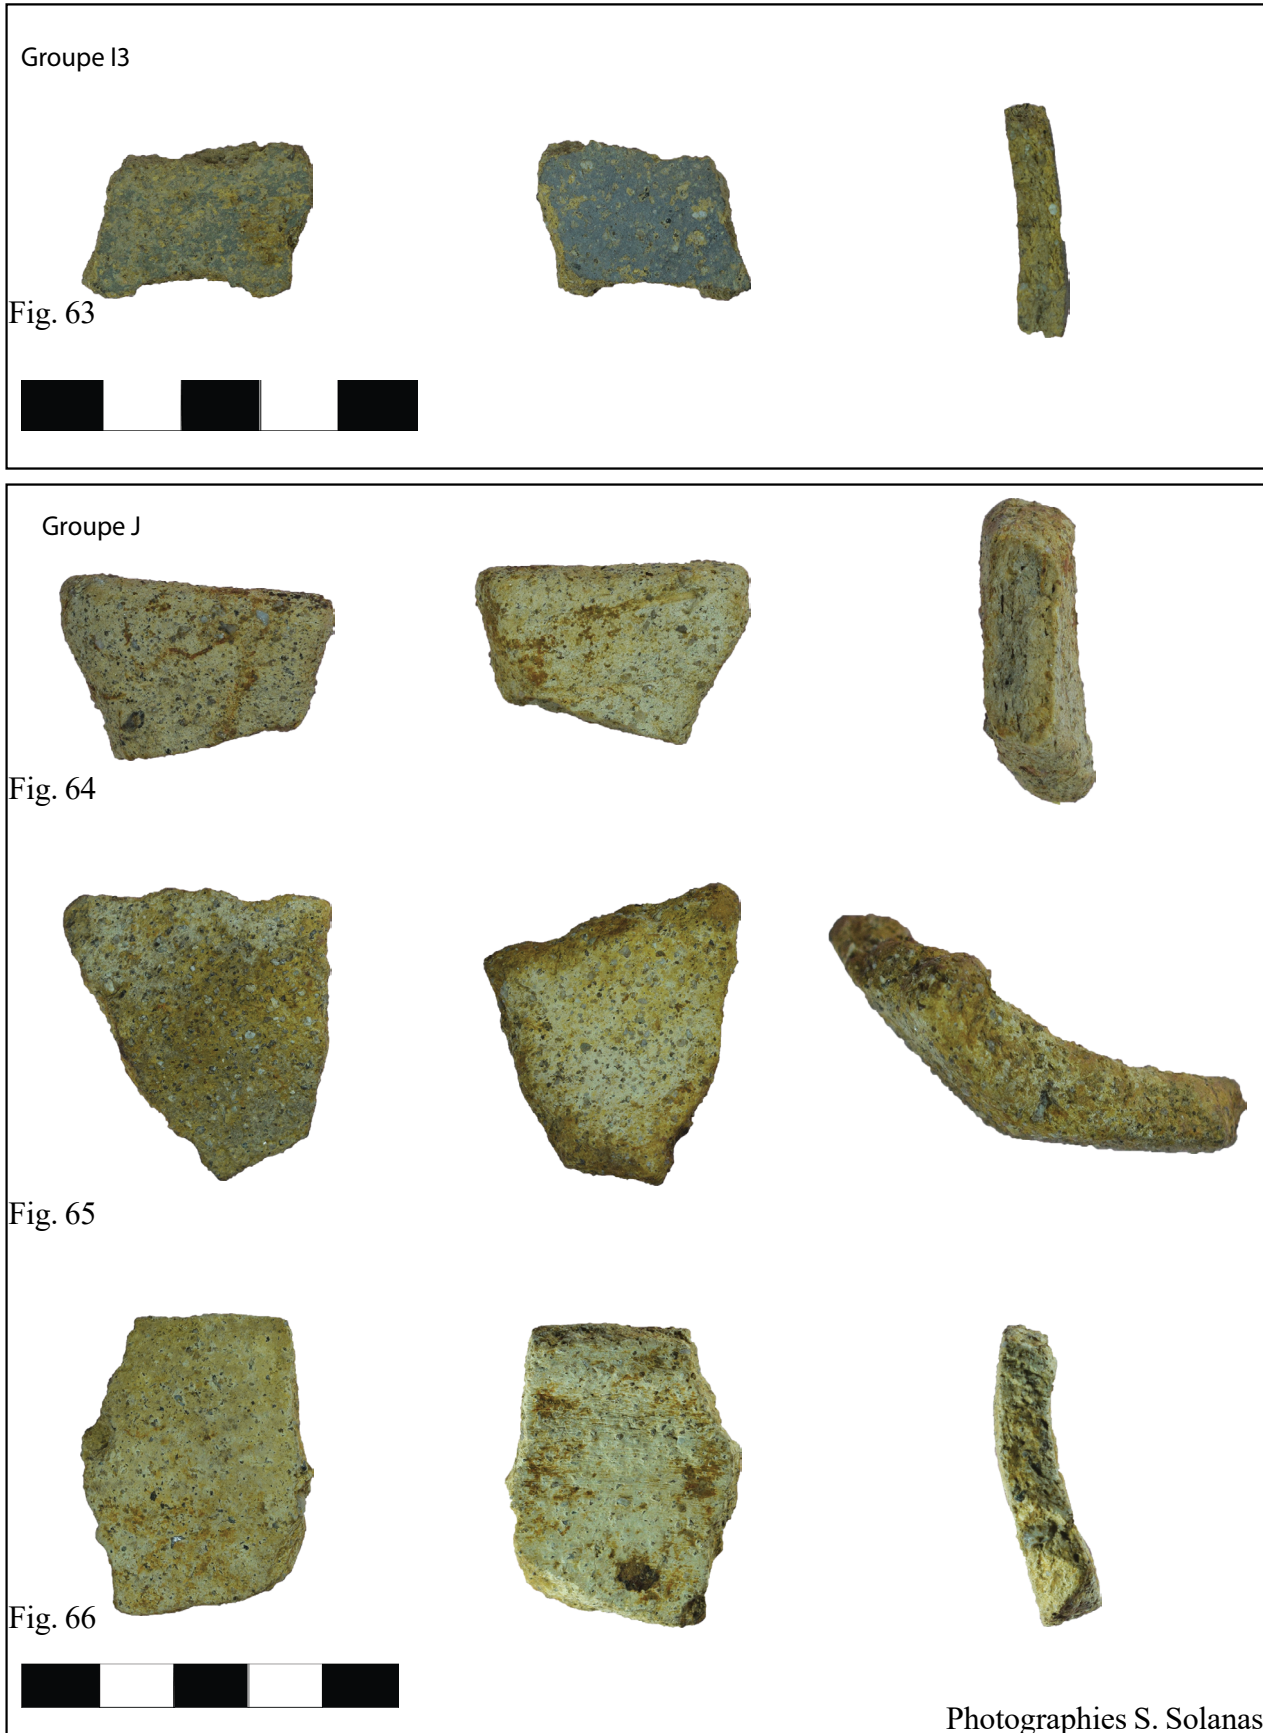 Groupe I3
Fig. 63
Groupe J
Fig. 64
Fig. 65
Fig. 66
Photographies S. Solanas